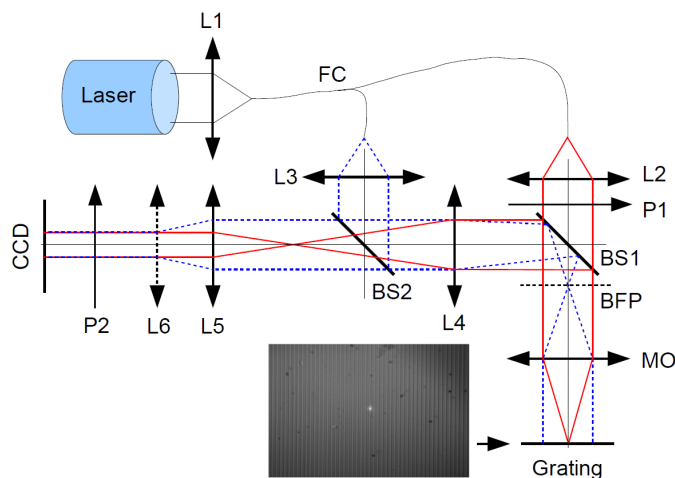 L1
FC
Laser
L3
L2
P1
CCD
BS1
BS2
BFP
P2
L6
L5
L4
MO
Grating